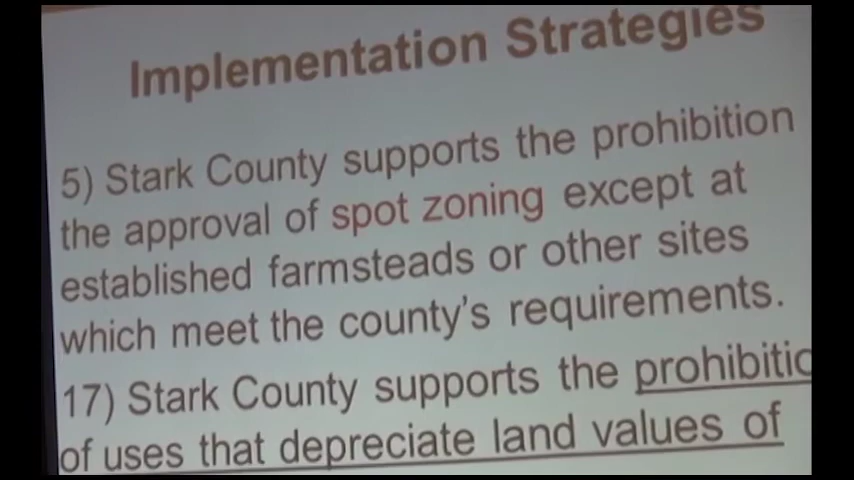 Implementation Strategies
5) Stark County supports the prohibition
the approval of spot zoning except at
established farmsteads or other sites
which meet the county's requirements.
17) Stark County supports the prohibitio
of uses that depreciate land values of